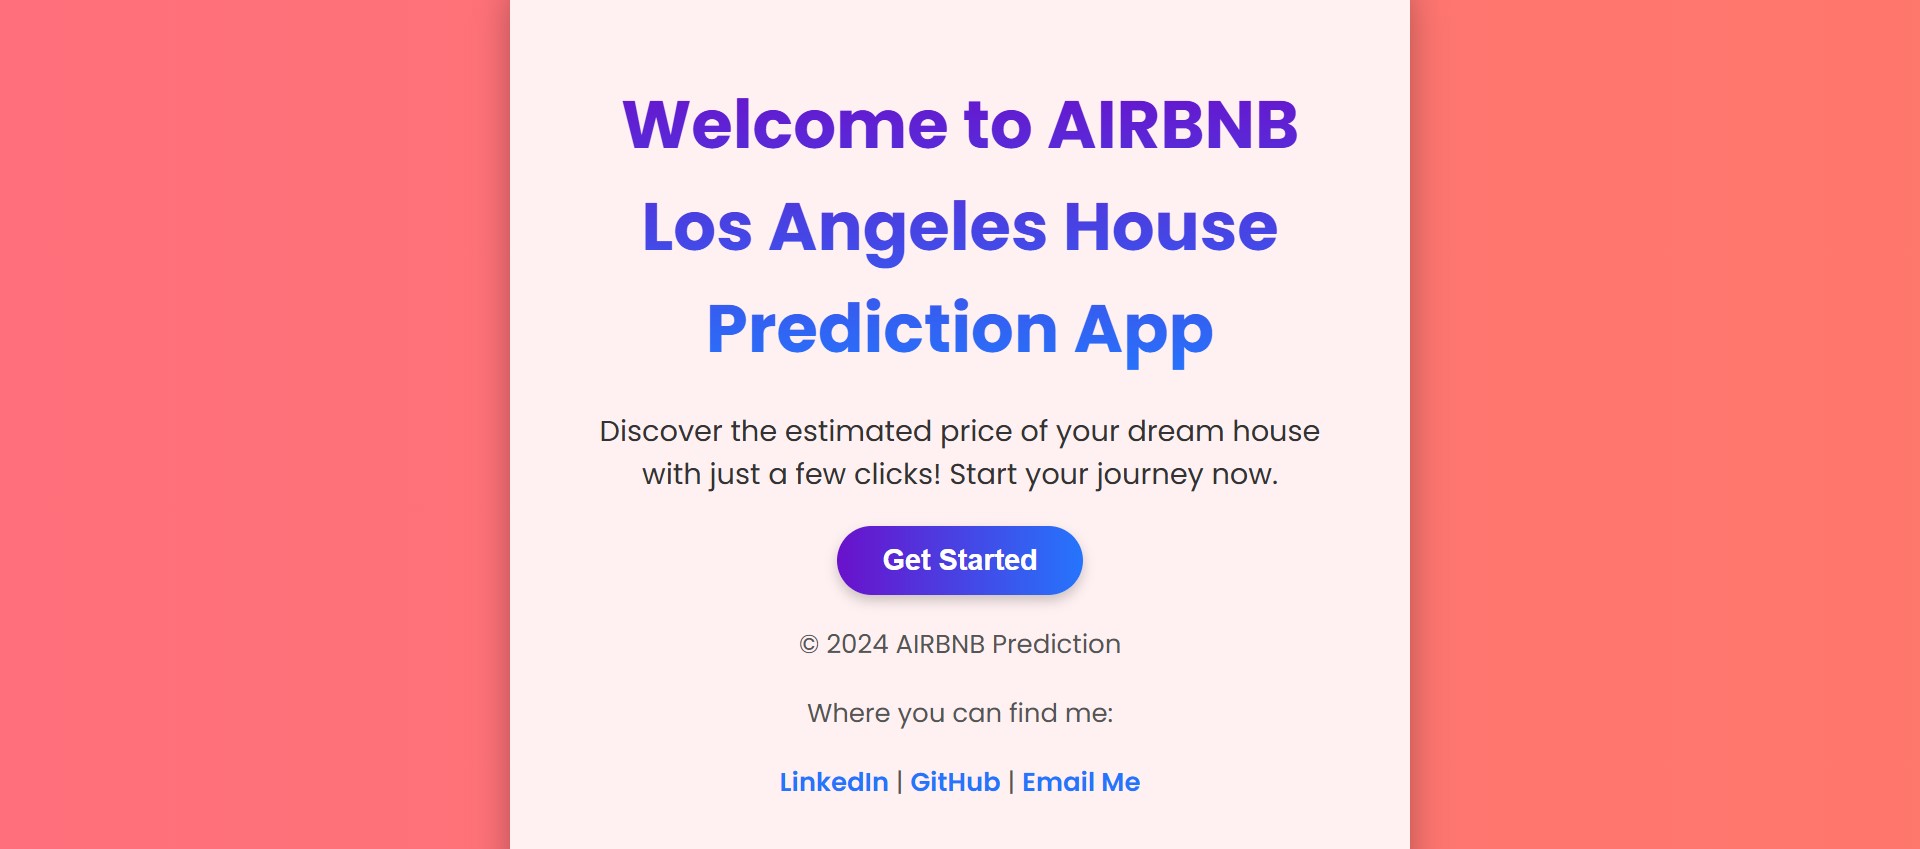 Welcome to AIRBNB
Los Angeles House
Prediction App
Discover the estimated price of your dream house
with just a few clicks! Start your journey now.
Get Started
© 2024 AIRBNB Prediction
Where you can find me:
LinkedIn | GitHub | Email Me